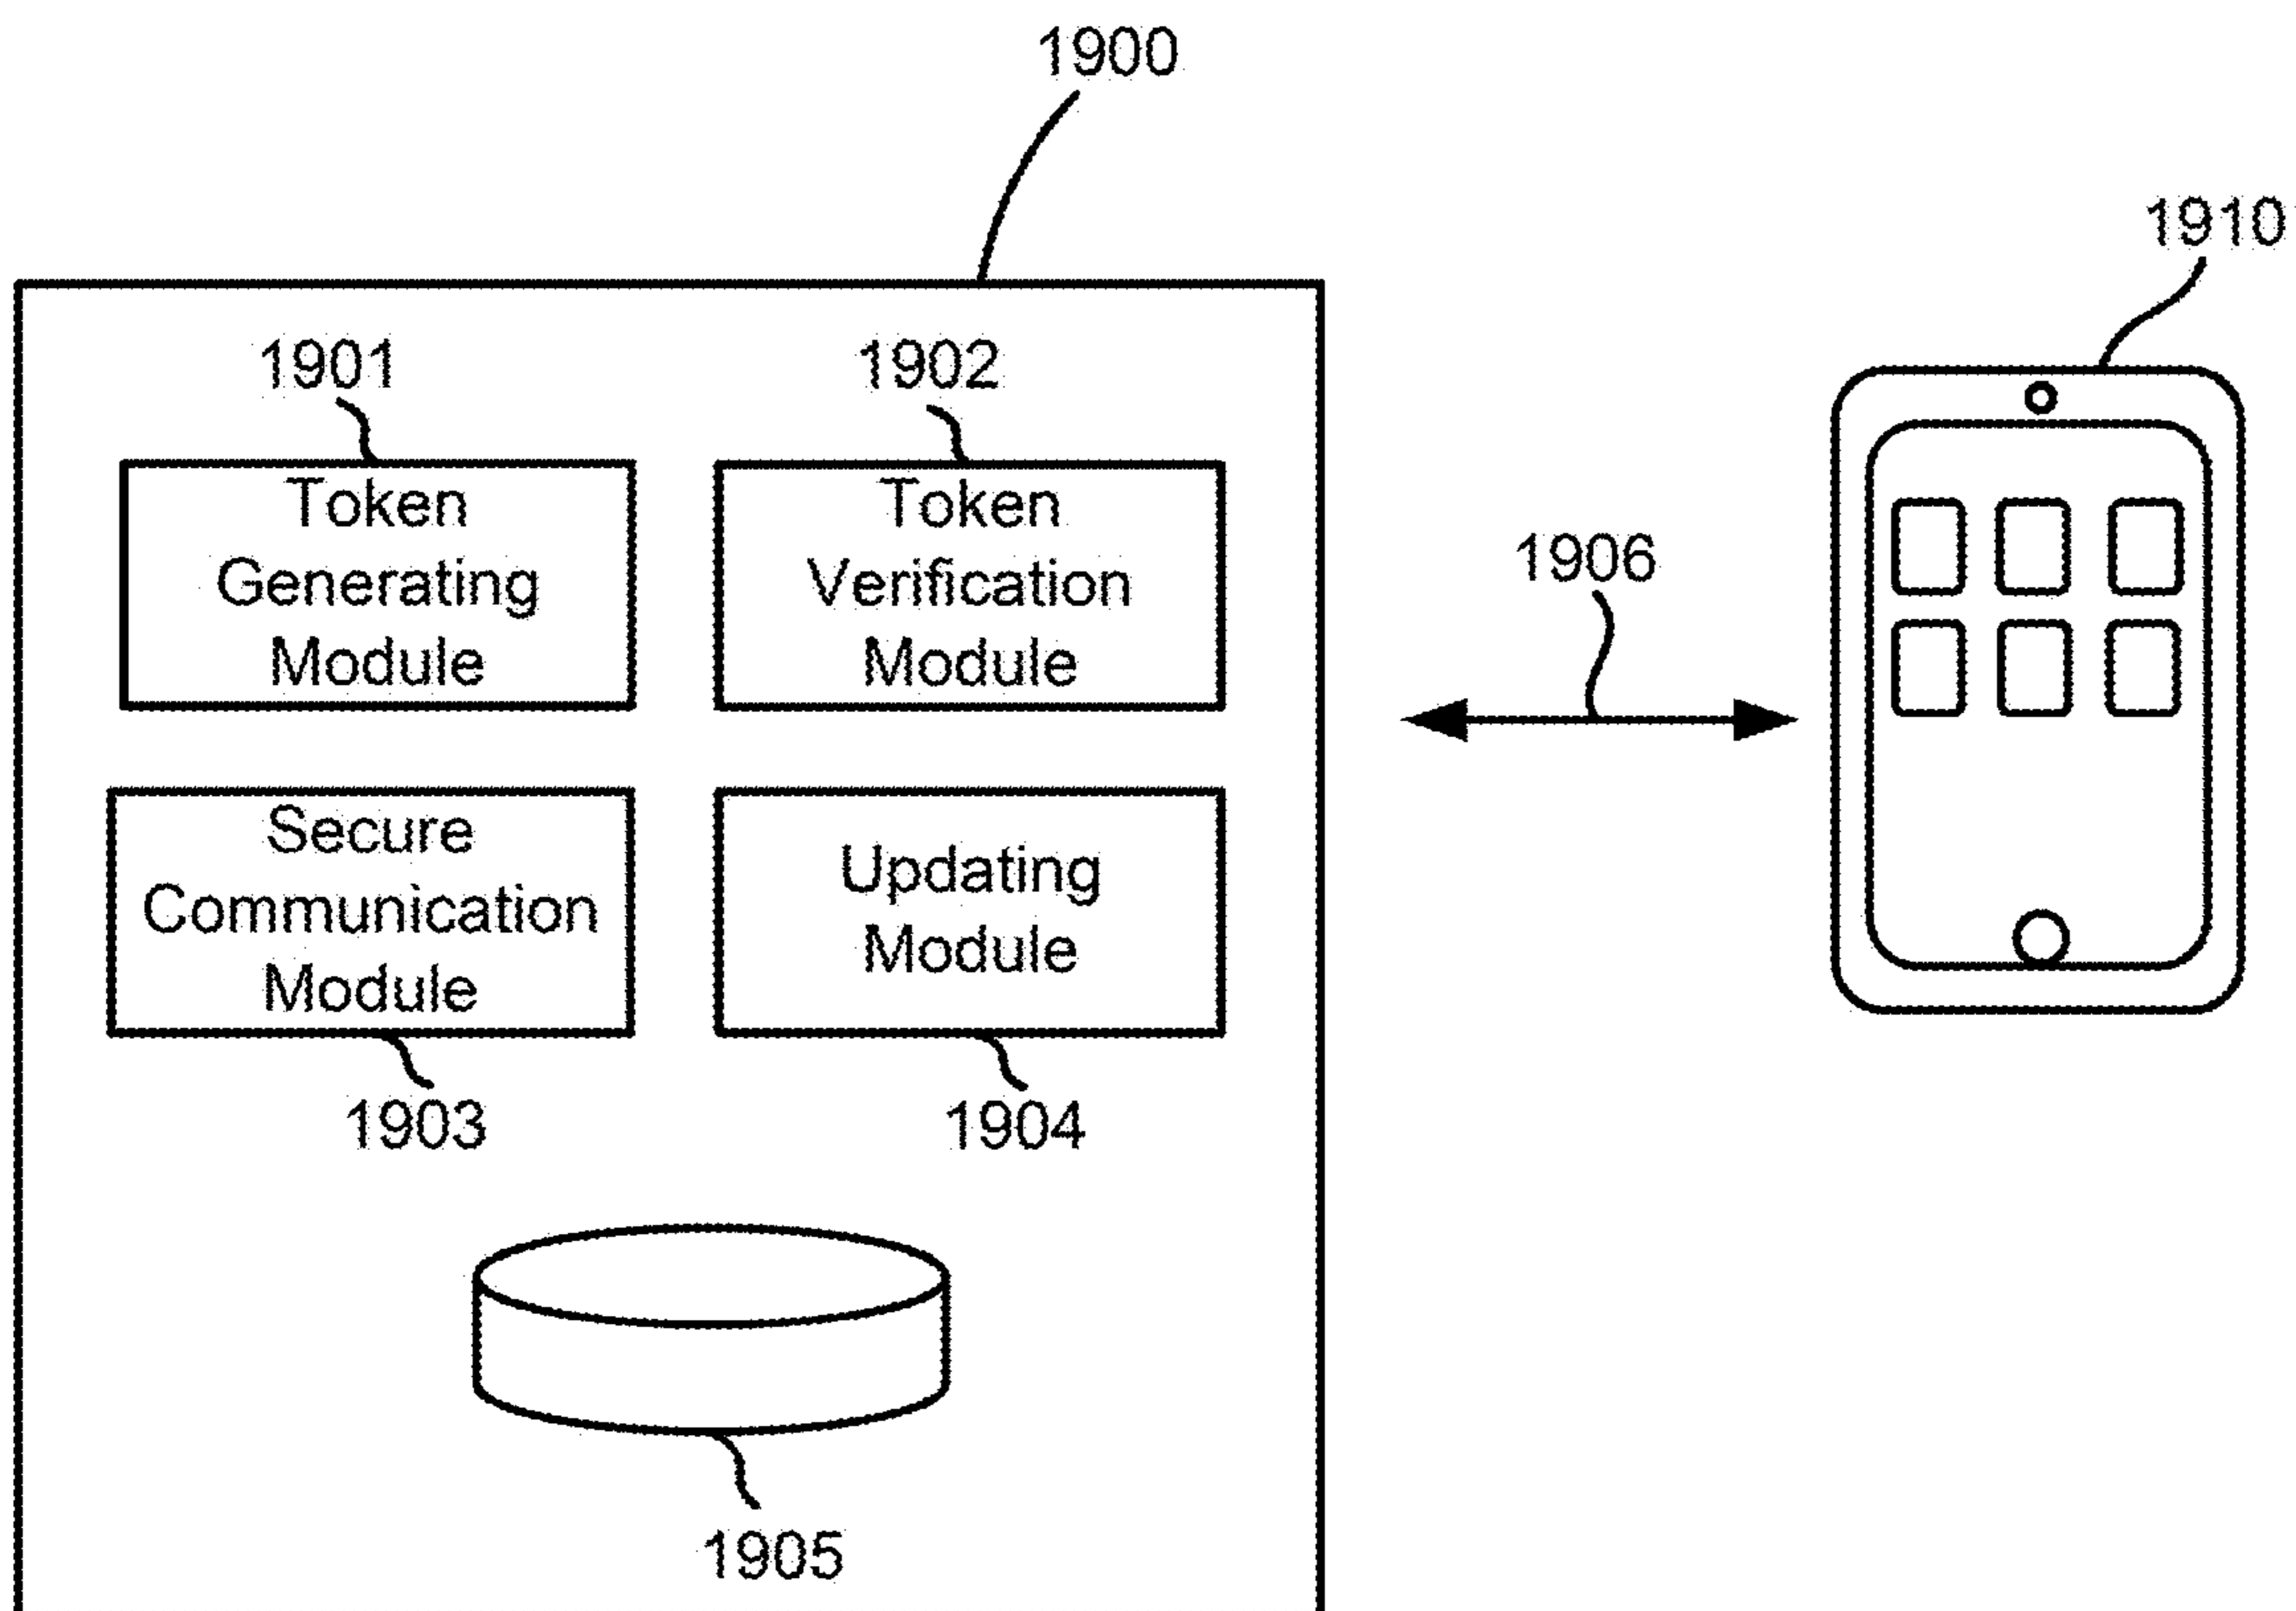 1900
1910
1901
1902
Token
Generating
Module
Token
Verification
Module
1906
Secure
Communication
Module
Updating
Module
1903
1904
1905